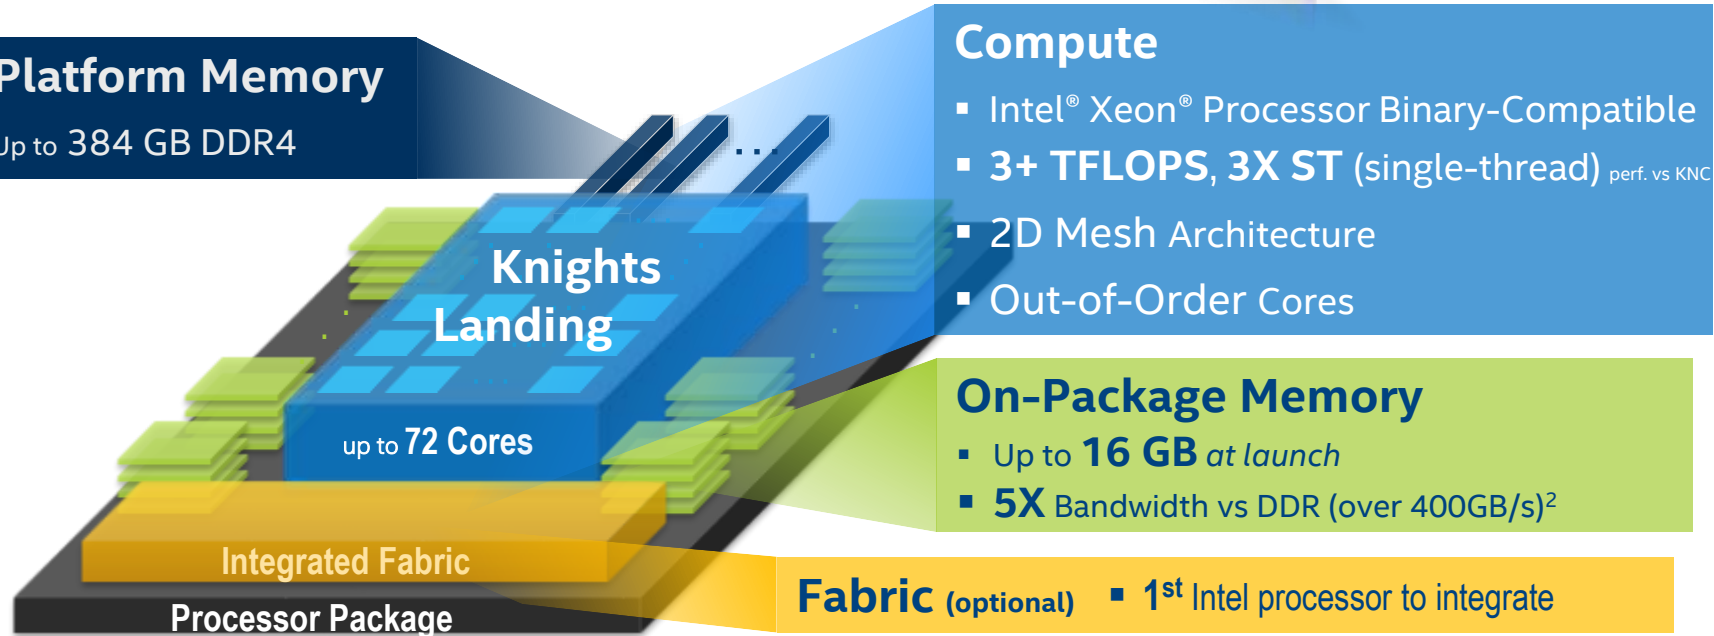 Platform Memory
Up to 384 GB DDR4
Compute
▪ Intel® Xeon® Processor Binary-Compatible
▪ 3+ TFLOPS, 3X ST (single-thread) perf. vs KNC
▪ 2D Mesh Architecture
▪ Out-of-Order Cores
...
Knights
Landing
...
up to 72 Cores
On-Package Memory
▪ Up to 16 GB at launch
▪ 5X Bandwidth vs DDR (over 400GB/s)²
Integrated Fabric
Processor Package
Fabric (optional) ▪ 1st Intel processor to integrate